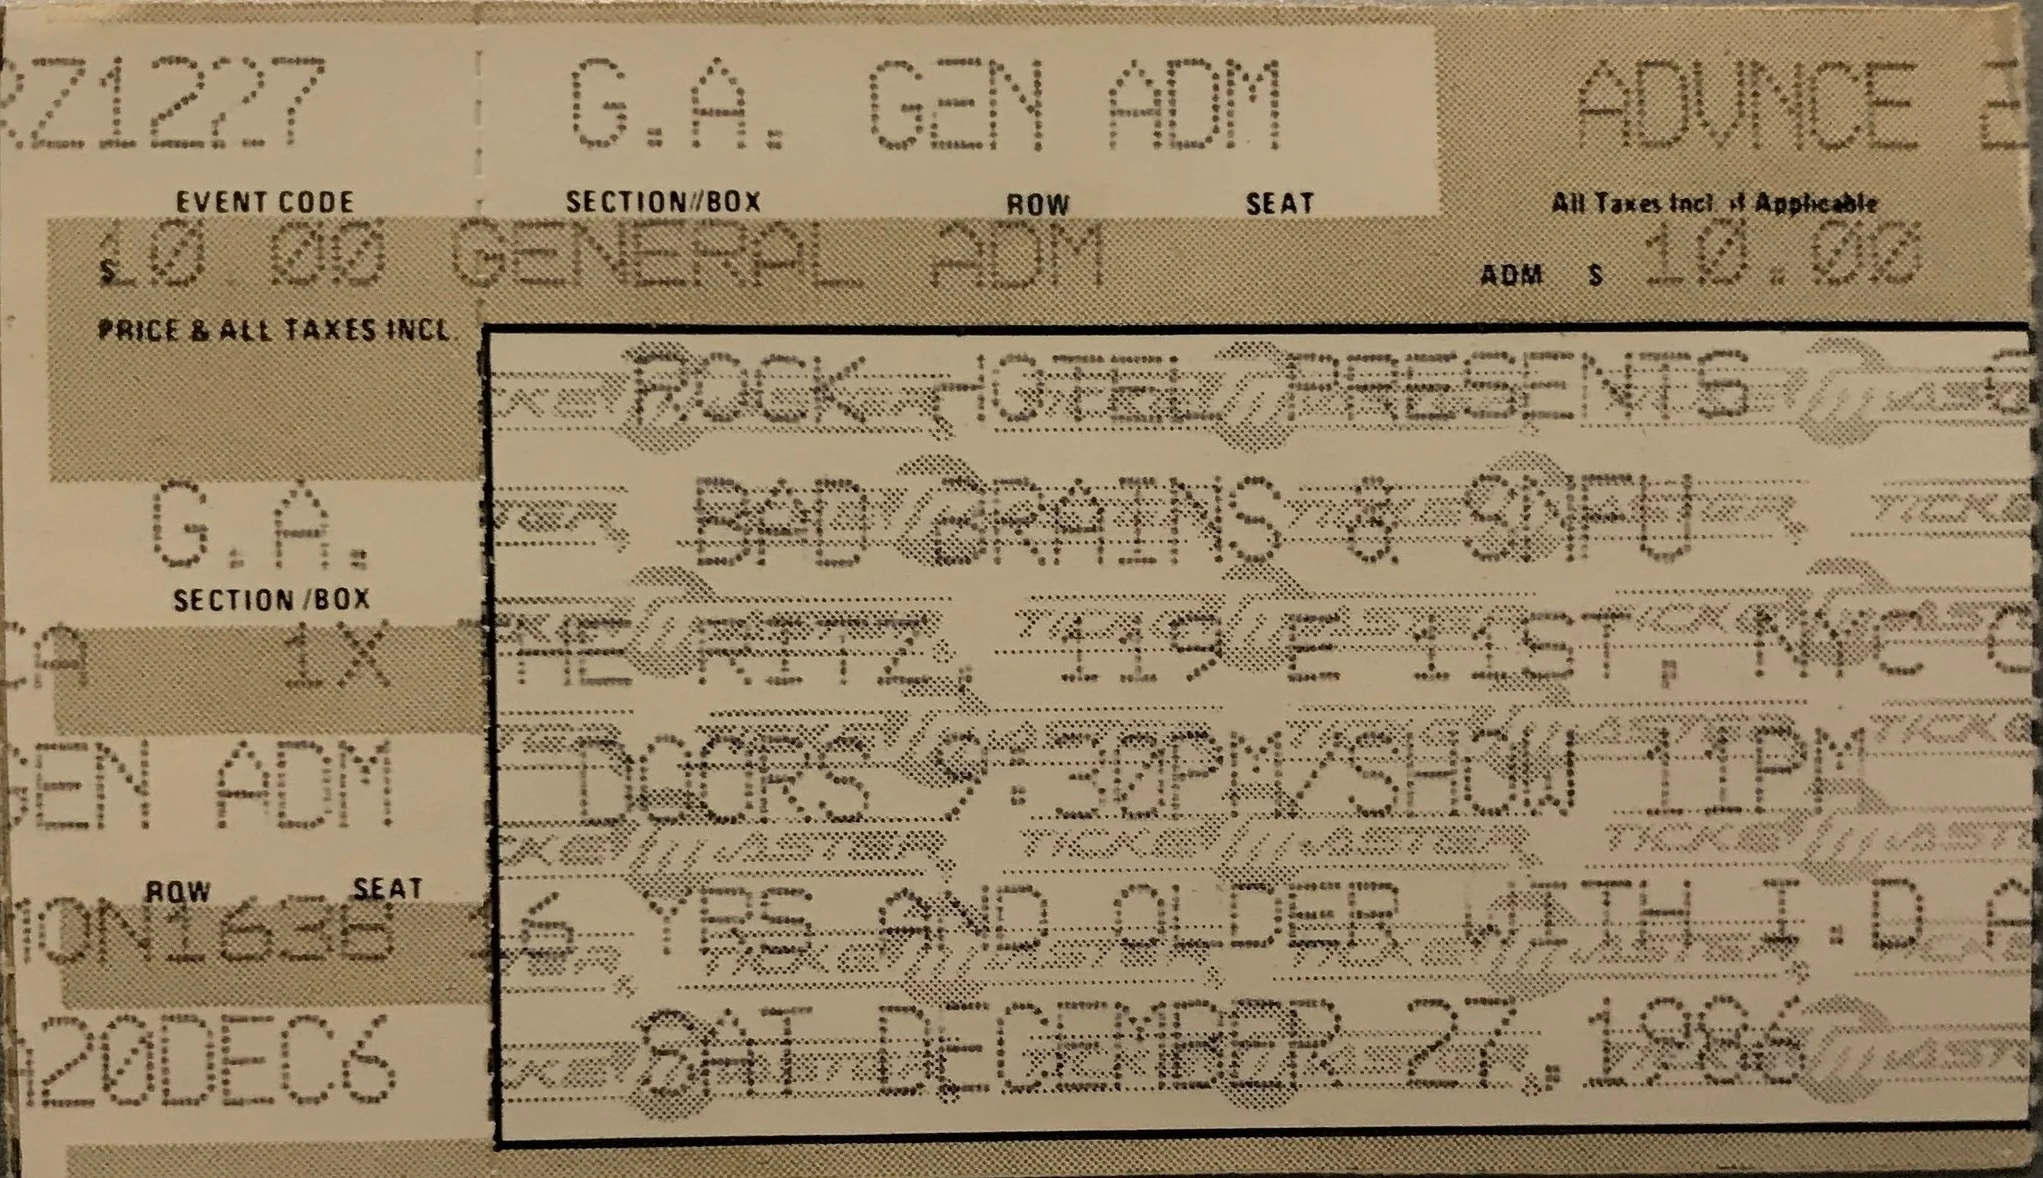 RZ1227 G.A. GEN ADM ADVNCE
EVENT CODE SECTION/BOX ROW SEAT All Taxes Incl. if Applicable
$10.00 GENERAL ADM ADM $ 10.00
PRICE & ALL TAXES INCL.
ROCK HOTEL PRESENTS
G.A. BAD BRAINS & SNFU
SECTION/BOX
CA 1X THE RITZ, 119 E 11ST, NYC
GEN ADM DOORS 9:30PM/SHOW 11PM
ROW SEAT
16 YRS AND OLDER WITH I.D
20DEC6 SAT DECEMBER 27, 1986
TICKETMASTER